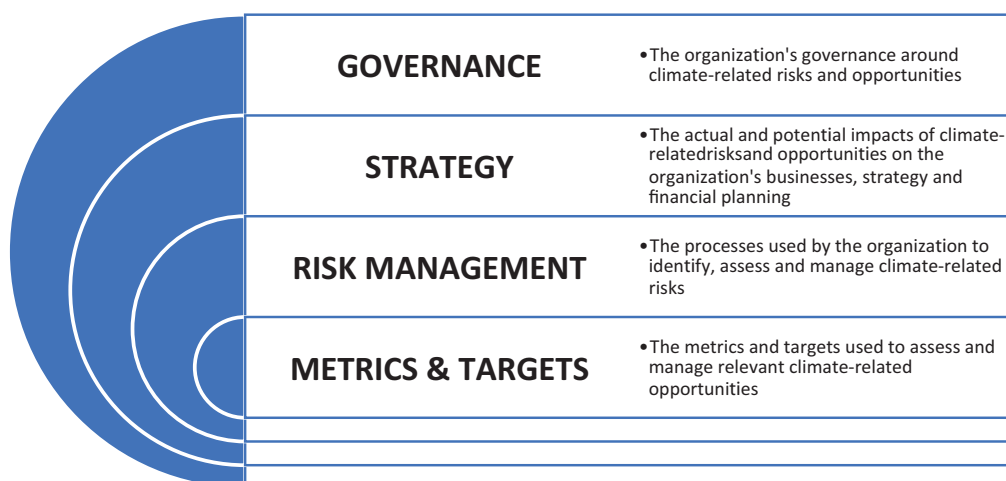 GOVERNANCE
•The organization's governance around
climate-related risks and opportunities
STRATEGY
•The actual and potential impacts of climate-
relatedrisksand opportunities on the
organization's businesses, strategy and
financial planning
RISK MANAGEMENT
•The processes used by the organization to
identify, assess and manage climate-related
risks
METRICS & TARGETS
•The metrics and targets used to assess and
manage relevant climate-related
opportunities